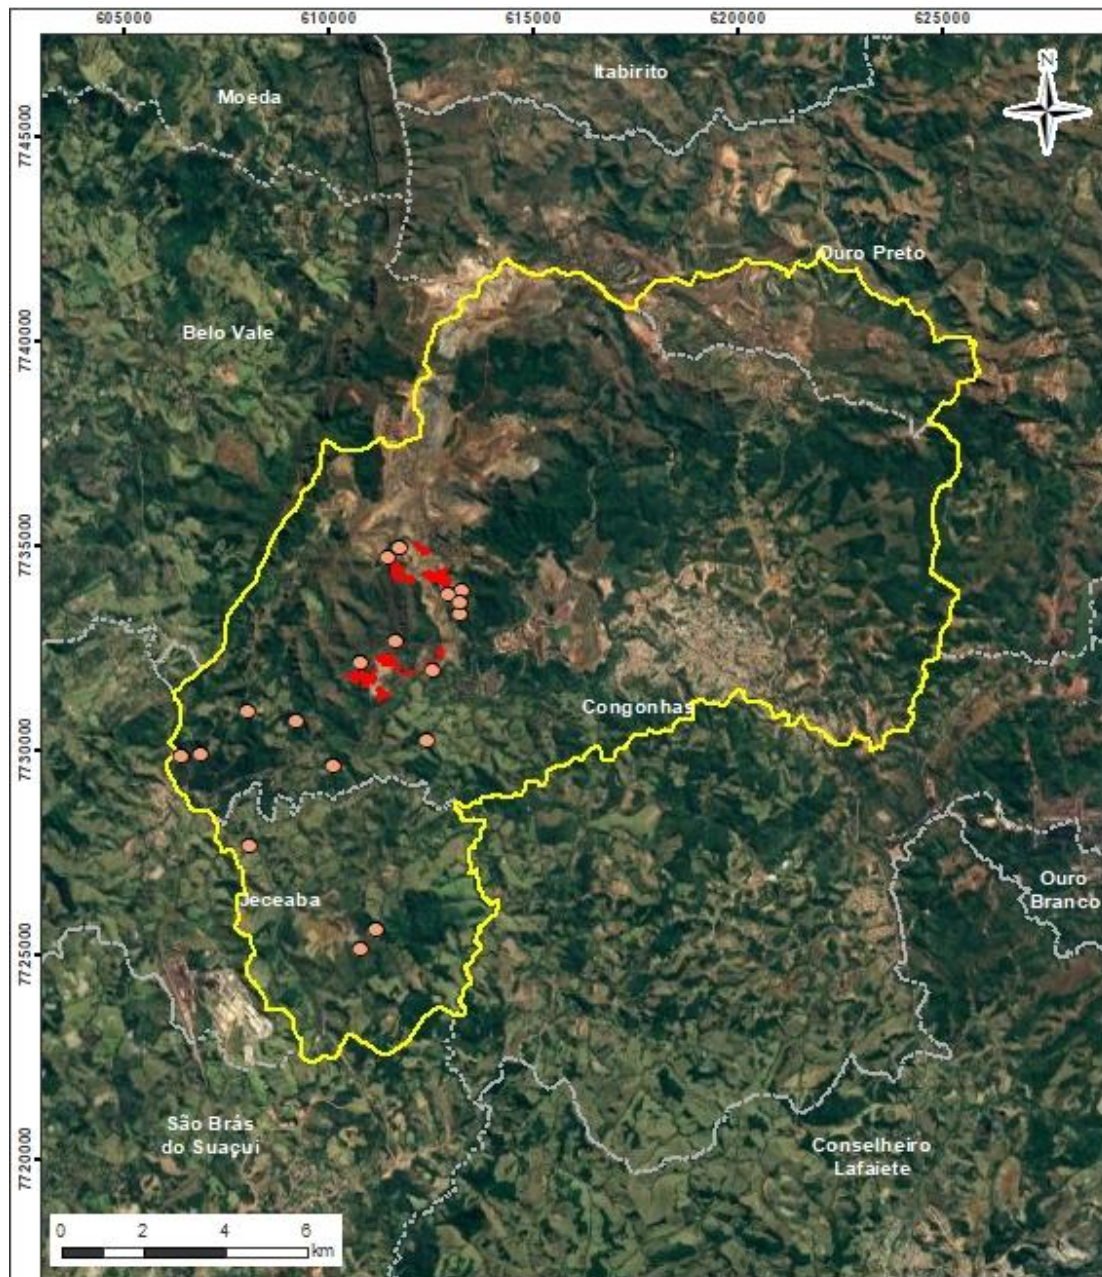 605000 610000 615000 620000 625000
N
Itabirito
Moeda
7745000
Ouro Preto
Belo Vale
7740000
7735000
Congonhas
7730000
Ouro
Branco
Jeceaba
7725000
São Brás
do Suaçuí
Conselheiro
Lafaiete
7720000
0 2 4 6
km